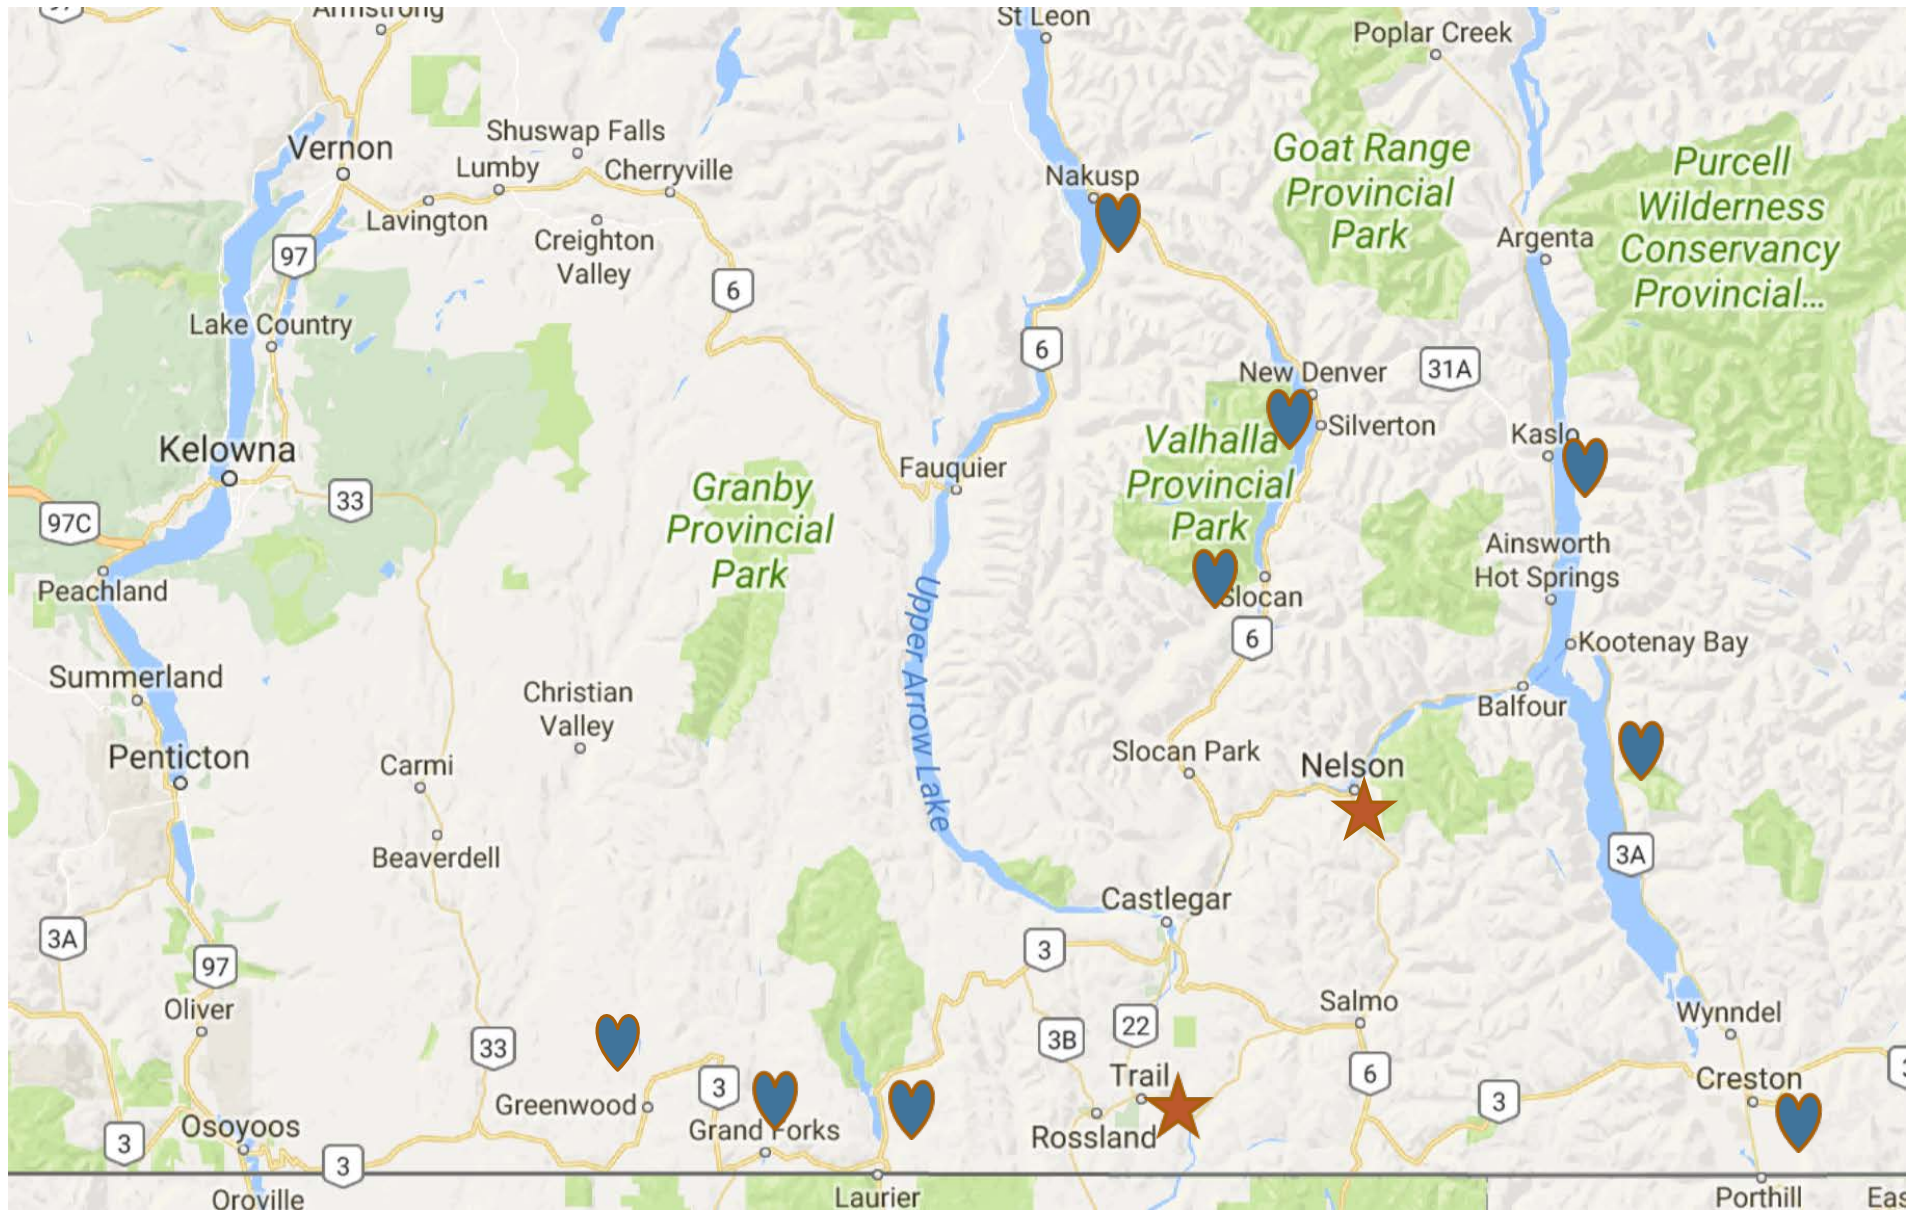 97
Armstrong
St Leon
Poplar Creek
Vernon
Shuswap Falls
Lumby
Cherryville
Lavington
Creighton
Valley
97
6
Lake Country
Nakusp
Goat Range
Provincial
Park
Purcell
Wilderness
Conservancy
Provincial...
Argenta
6
New Denver
31A
Silverton
Kaslo
Valhalla
Provincial
Park
Kelowna
33
97C
Peachland
Granby
Provincial
Park
Fauquier
Upper Arrow Lake
Slocan
6
Ainsworth
Hot Springs
Kootenay Bay
Balfour
Summerland
Christian
Valley
Penticton
Carmi
Beaverdell
Slocan Park
Nelson
3A
Castlegar
3A
97
Oliver
33
3
3B
22
Salmo
Wynndel
Greenwood
3
Grand Forks
Trail
Rossland
6
3
Creston
3
Osoyoos
3
3
Oroville
Laurier
Porthill
Eas